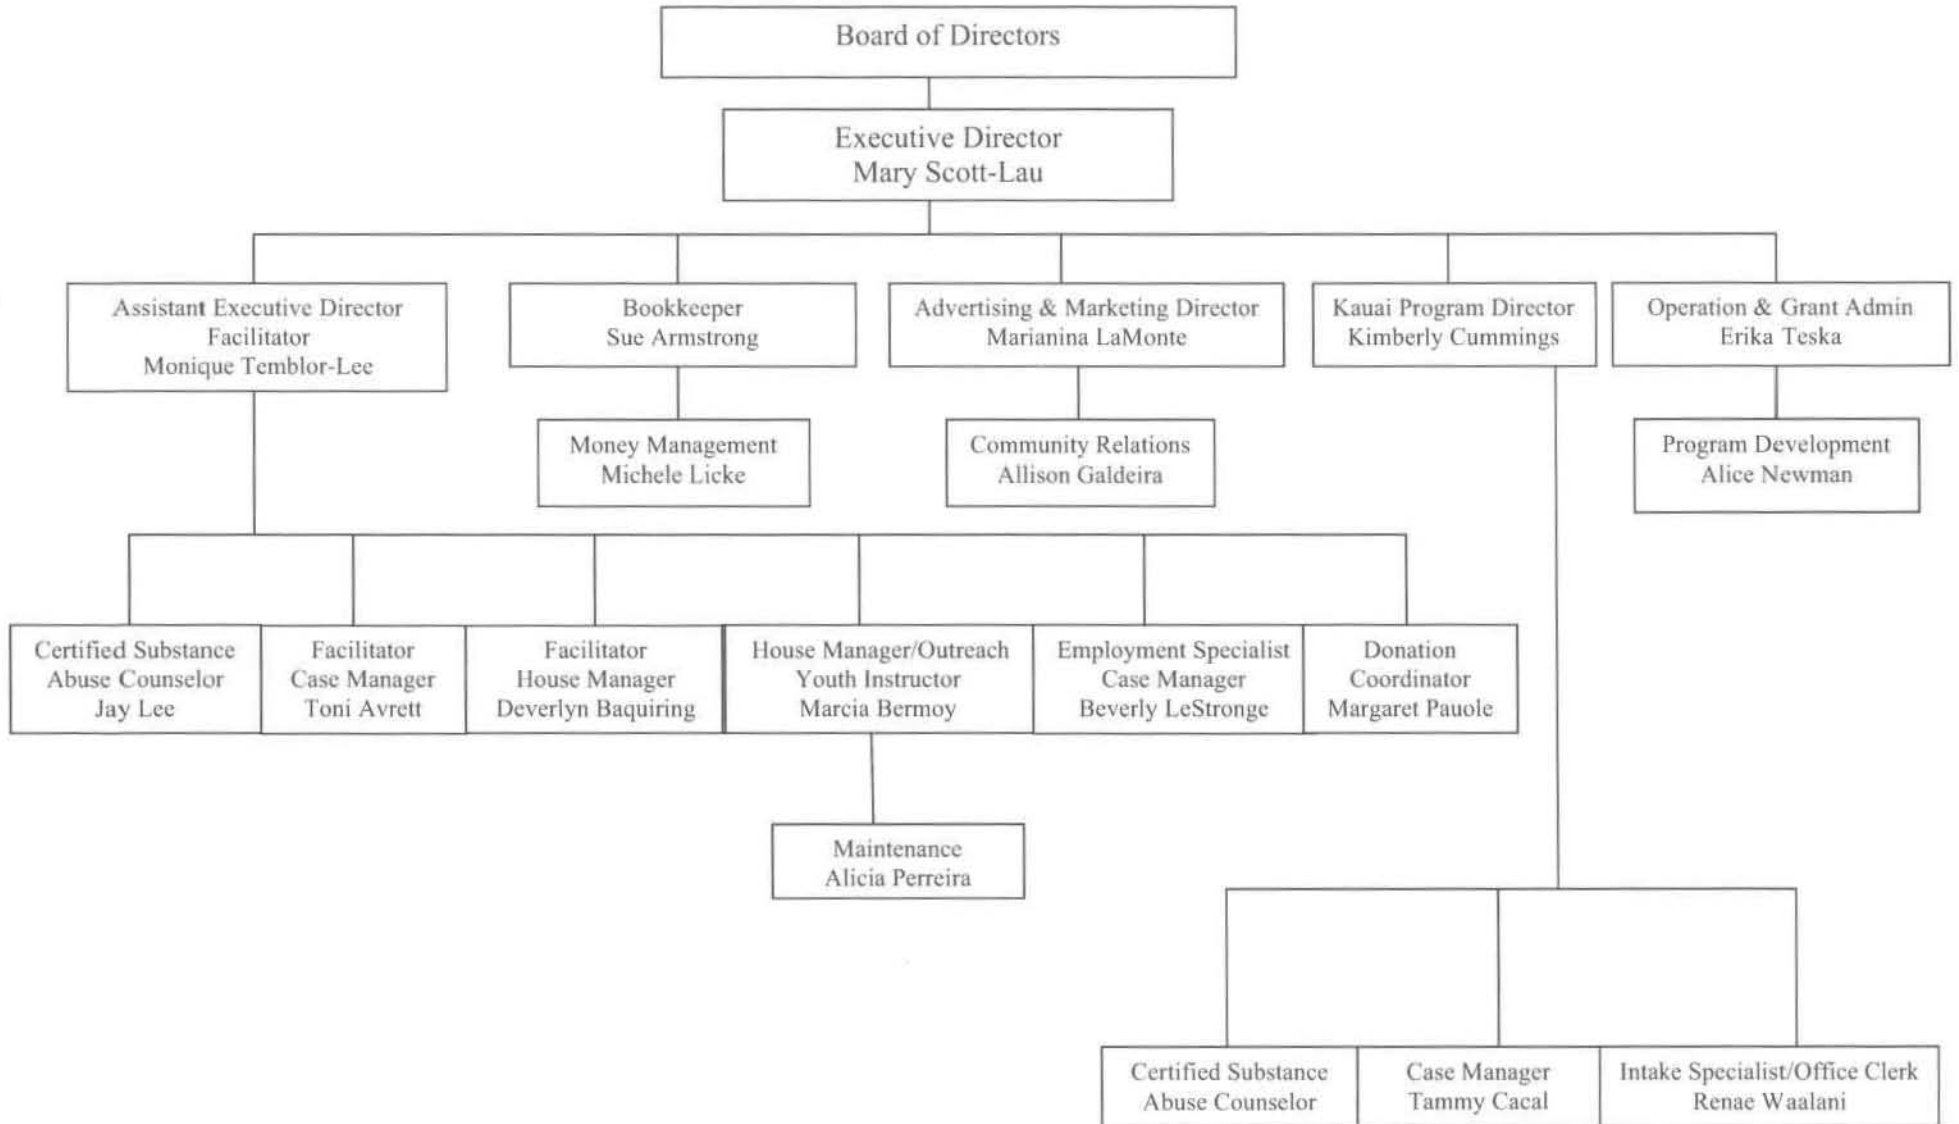 Board of Directors
Executive Director
Mary Scott-Lau
Assistant Executive Director
Facilitator
Monique Temblor-Lee
Bookkeeper
Sue Armstrong
Advertising & Marketing Director
Marianina LaMonte
Kauai Program Director
Kimberly Cummings
Operation & Grant Admin
Erika Teska
Money Management
Michele Licke
Community Relations
Allison Galdeira
Program Development
Alice Newman
Certified Substance
Abuse Counselor
Jay Lee
Facilitator
Case Manager
Toni Avrett
Facilitator
House Manager
Deverlyn Baquiring
House Manager/Outreach
Youth Instructor
Marcia Bermoy
Employment Specialist
Case Manager
Beverly LeStronge
Donation
Coordinator
Margaret Pauole
Maintenance
Alicia Perreira
Certified Substance
Abuse Counselor
Case Manager
Tammy Cacal
Intake Specialist/Office Clerk
Renae Waalani